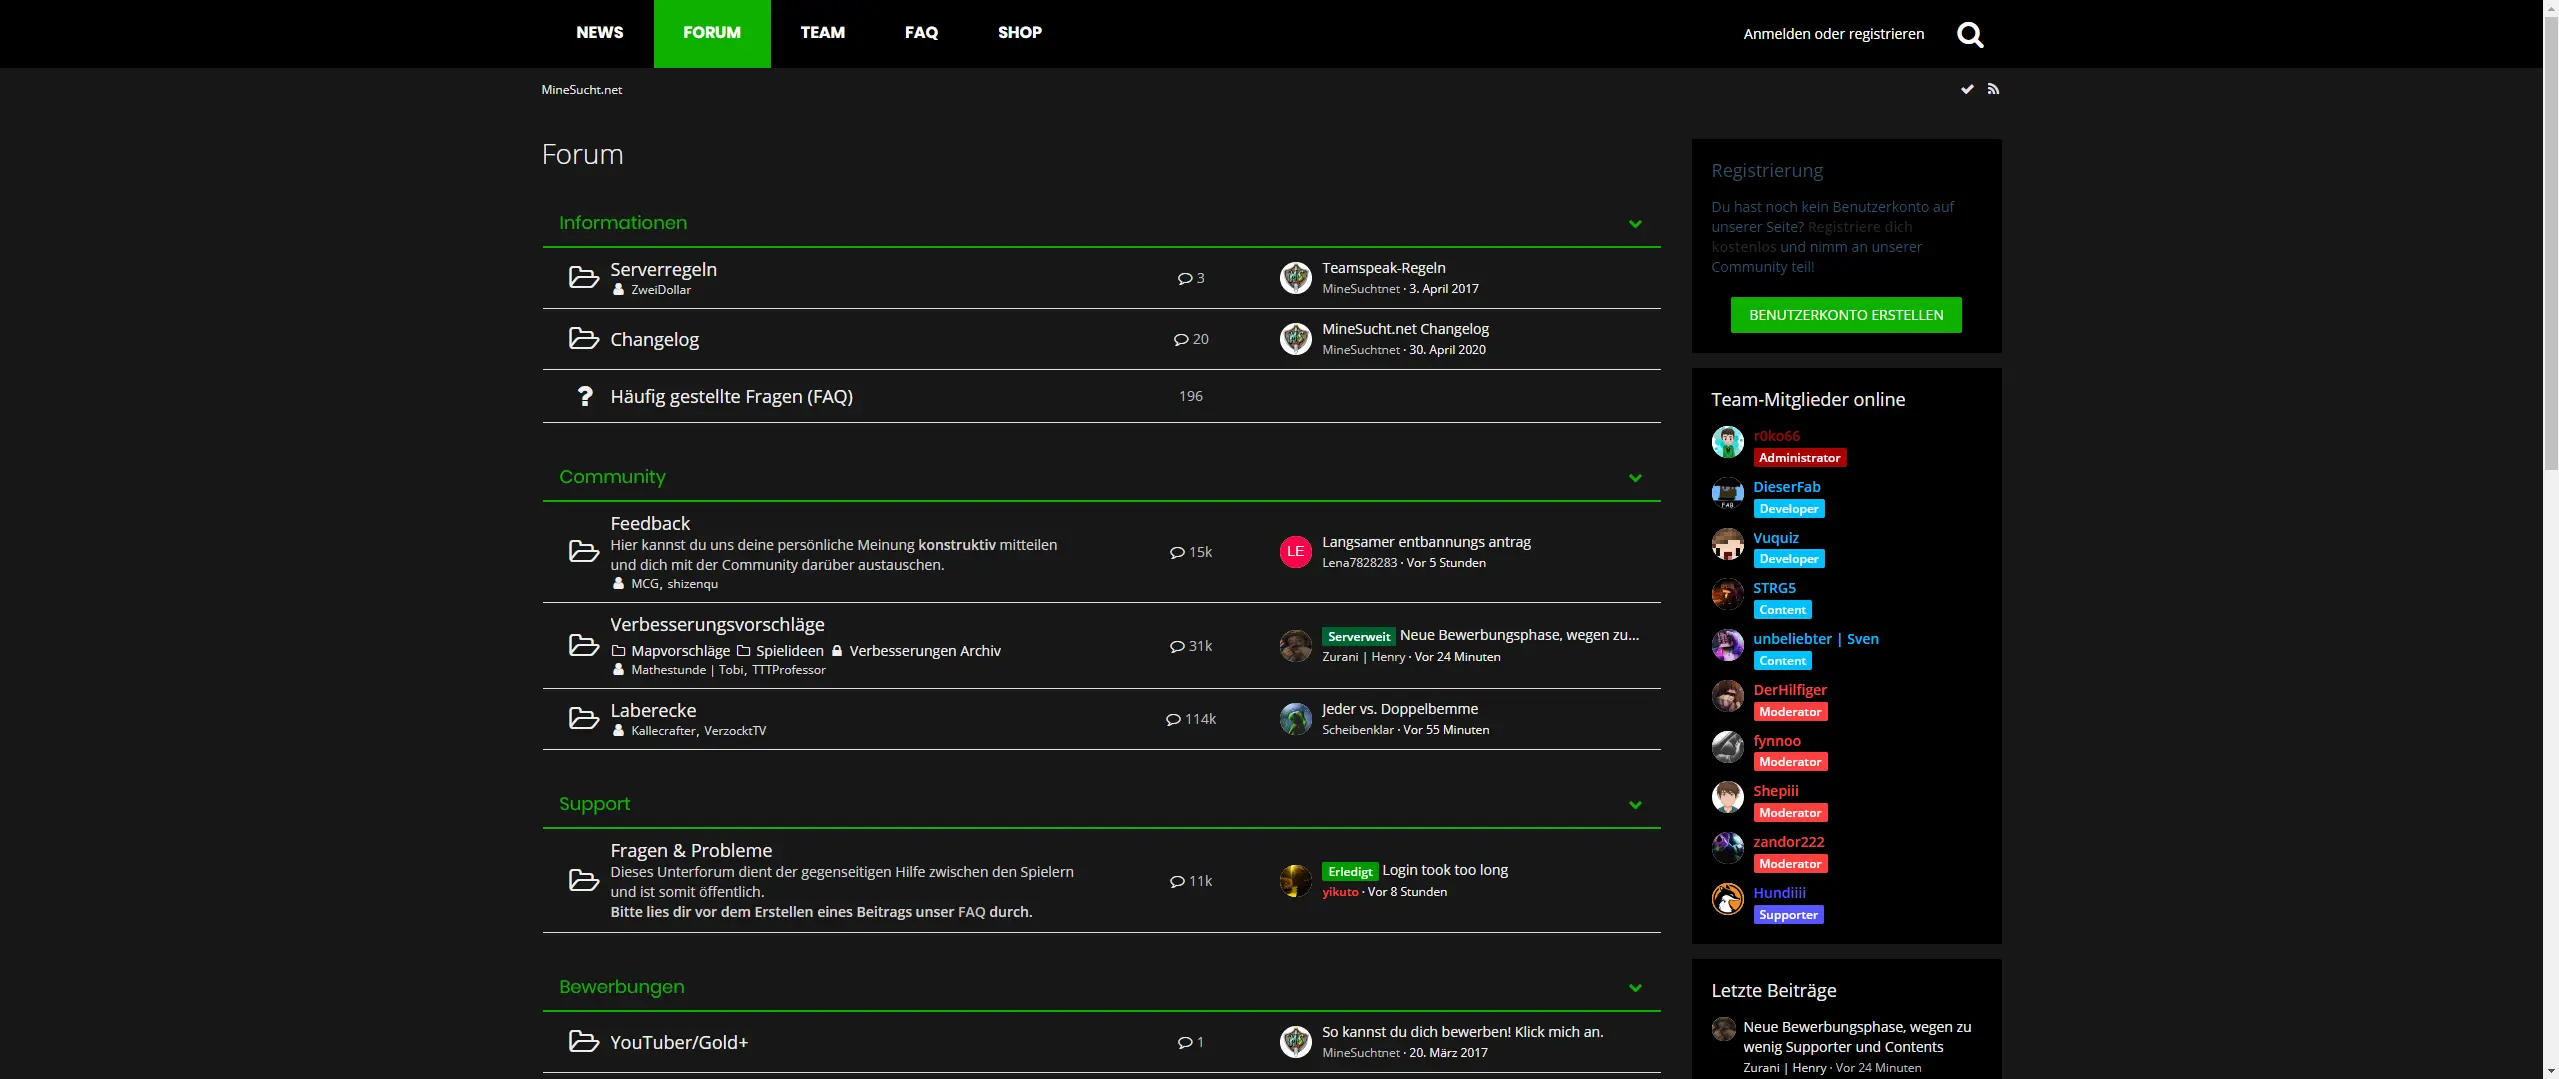 NEWS FORUM TEAM FAQ SHOP Anmelden oder registrieren
MineSucht.net
Forum
Informationen
Serverregeln
ZweiDollar
3
Teamspeak-Regeln
MineSuchtnet · 3. April 2017
Changelog
20
MineSucht.net Changelog
MineSuchtnet · 30. April 2020
Häufig gestellte Fragen (FAQ)
196
Community
Feedback
Hier kannst du uns deine persönliche Meinung konstruktiv mitteilen
und dich mit der Community darüber austauschen.
MCG, shizenqu
15k
LE
Langsamer entbannungs antrag
Lena7828283 · Vor 5 Stunden
Verbesserungsvorschläge
Mapvorschläge Spielideen Verbesserungen Archiv
Mathestunde | Tobi, TTTProfessor
31k
Serverweit Neue Bewerbungsphase, wegen zu...
Zurani | Henry · Vor 24 Minuten
Laberecke
Kallecrafter, VerzocktTV
114k
Jeder vs. Doppelbemme
Scheibenklar · Vor 55 Minuten
Support
Fragen & Probleme
Dieses Unterforum dient der gegenseitigen Hilfe zwischen den Spielern
und ist somit öffentlich.
Bitte lies dir vor dem Erstellen eines Beitrags unser FAQ durch.
11k
Erledigt Login took too long
yikuto · Vor 8 Stunden
Bewerbungen
YouTuber/Gold+
1
So kannst du dich bewerben! Klick mich an.
MineSuchtnet · 20. März 2017
Registrierung
Du hast noch kein Benutzerkonto auf
unserer Seite? Registriere dich
kostenlos und nimm an unserer
Community teil!
BENUTZERKONTO ERSTELLEN
Team-Mitglieder online
r0ko66
Administrator
DieserFab
Developer
FAB
Vuquiz
Developer
STRG5
Content
unbeliebter | Sven
Content
DerHilfiger
Moderator
fynnoo
Moderator
Shepiii
Moderator
zandor222
Moderator
Hundiiii
Supporter
Letzte Beiträge
Neue Bewerbungsphase, wegen zu
wenig Supporter und Contents
Zurani | Henry · Vor 24 Minuten